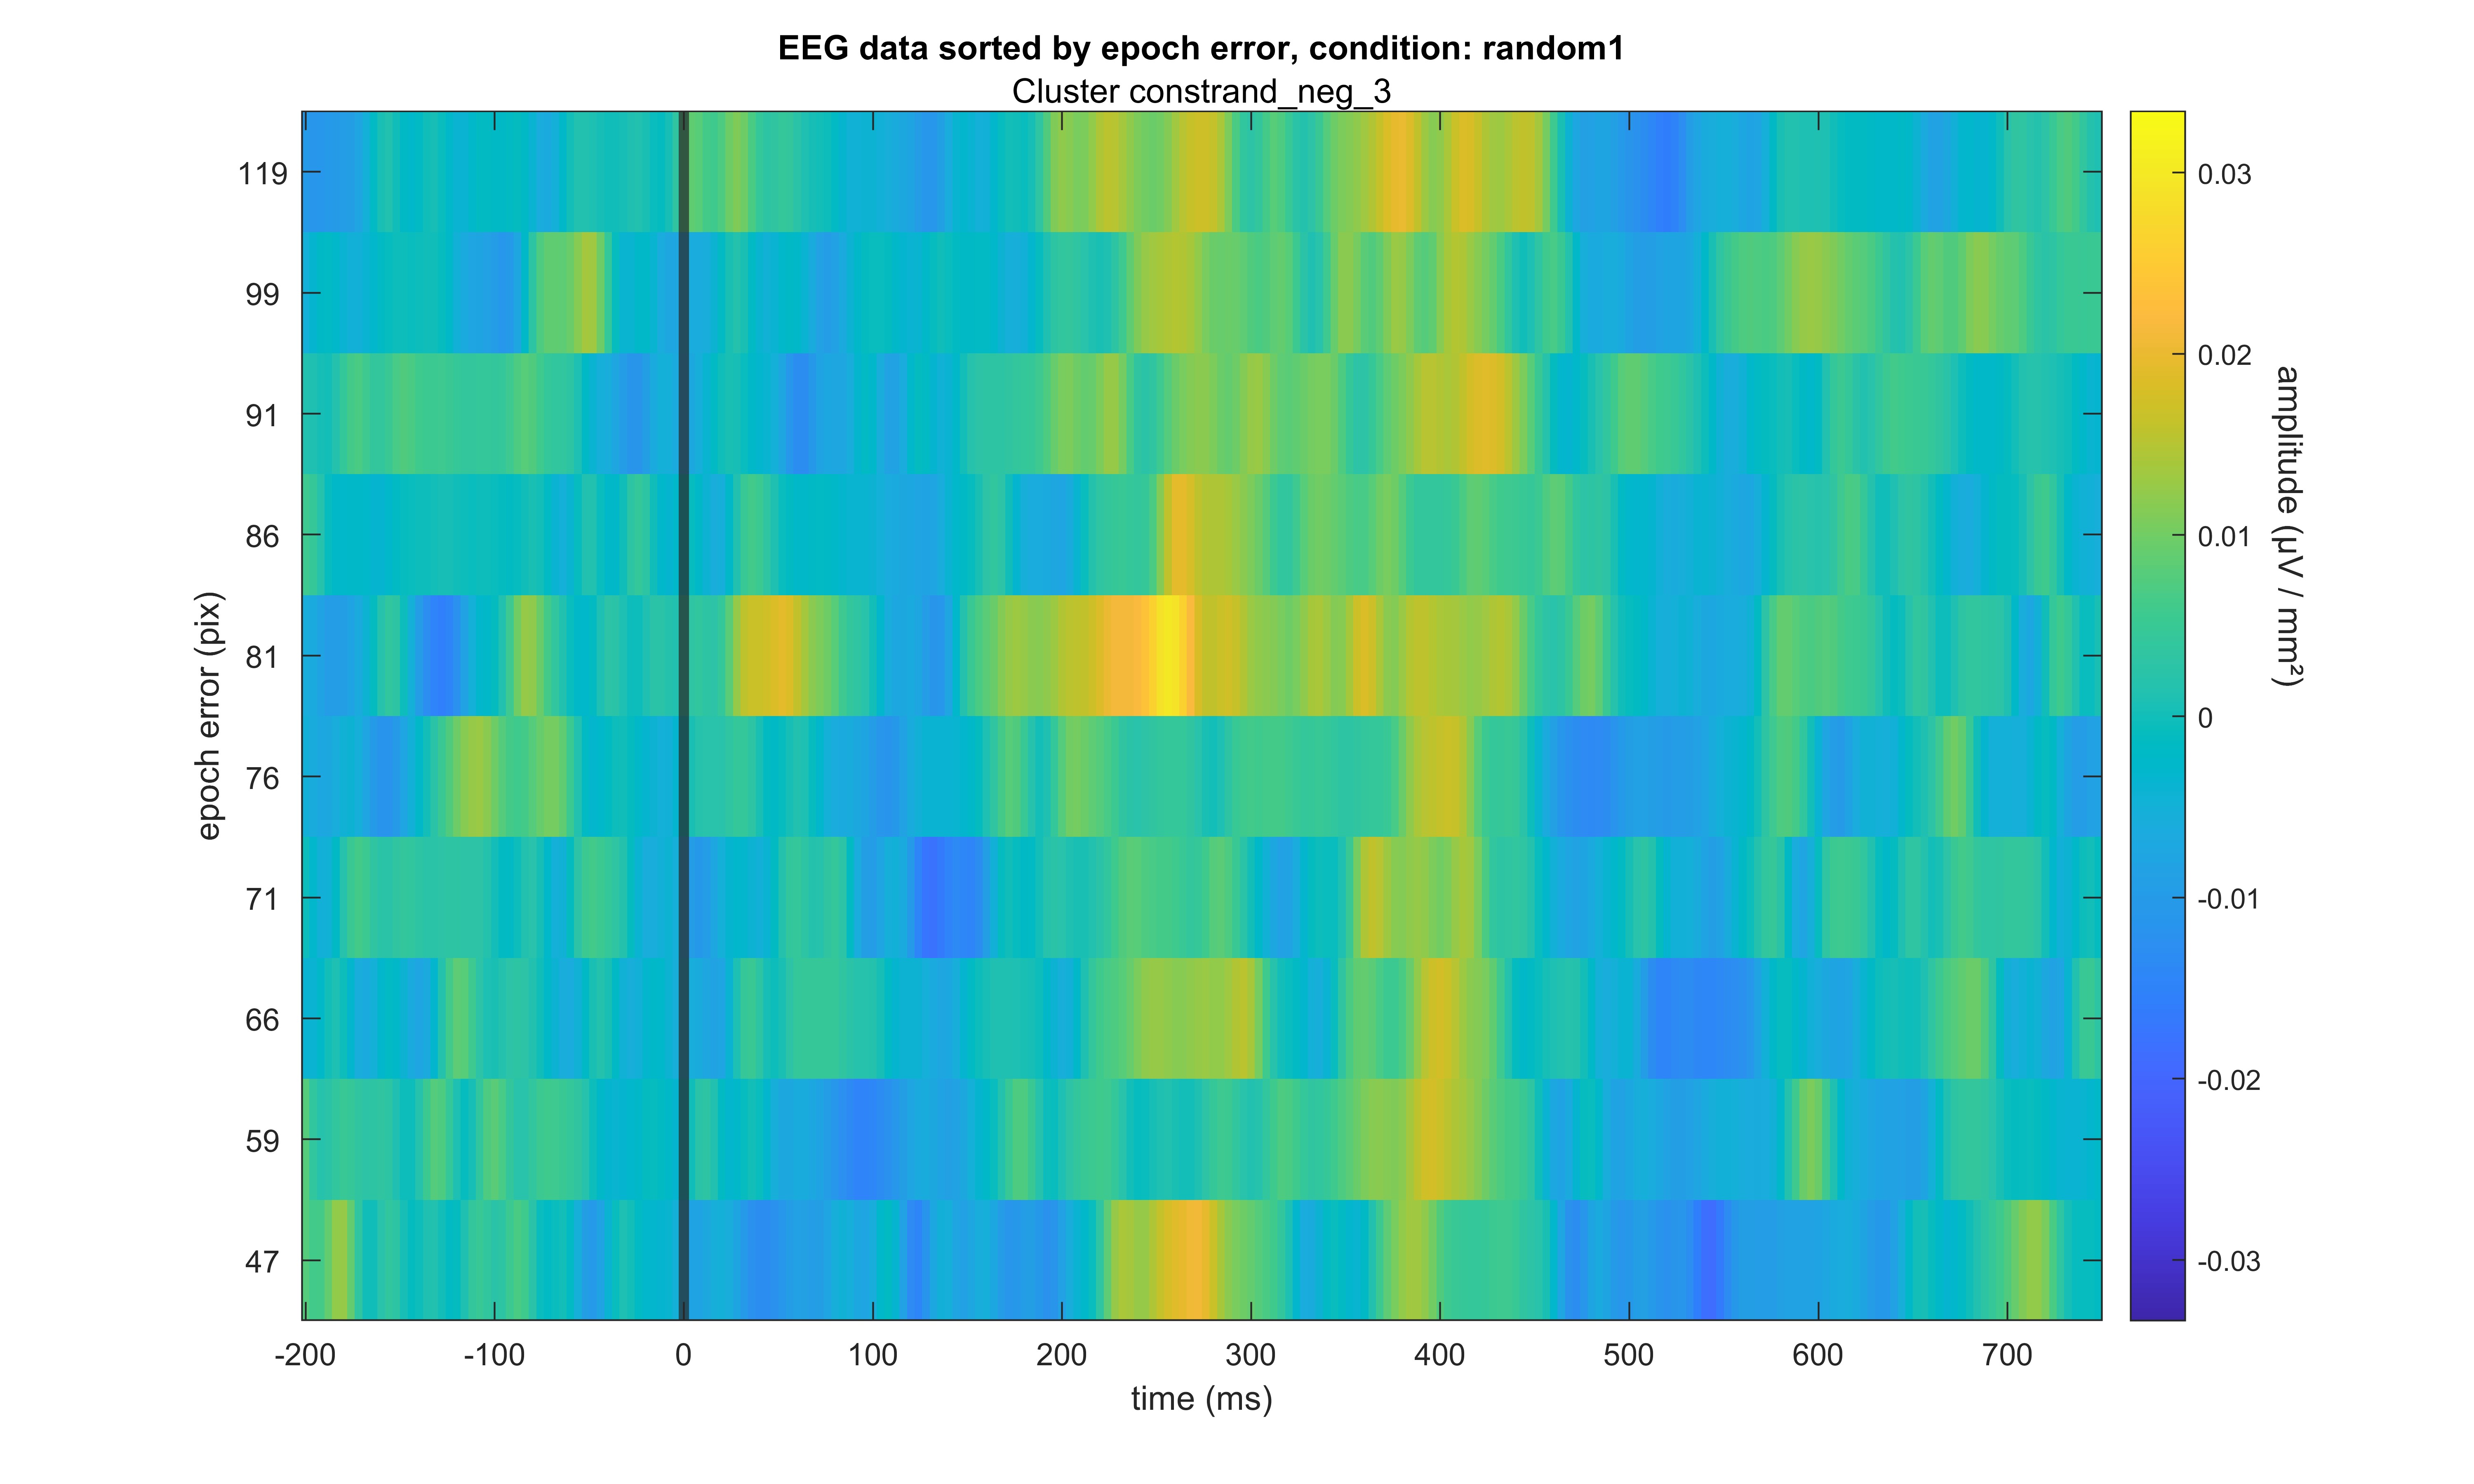 EEG data sorted by epoch error, condition: random1
Cluster constrand_neg_3
epoch error (pix)
119
99
91
86
81
76
71
66
59
47
-200 -100 0 100 200 300 400 500 600 700
time (ms)
0.03
0.02
0.01
0
-0.01
-0.02
-0.03
amplitude (µV / mm²)